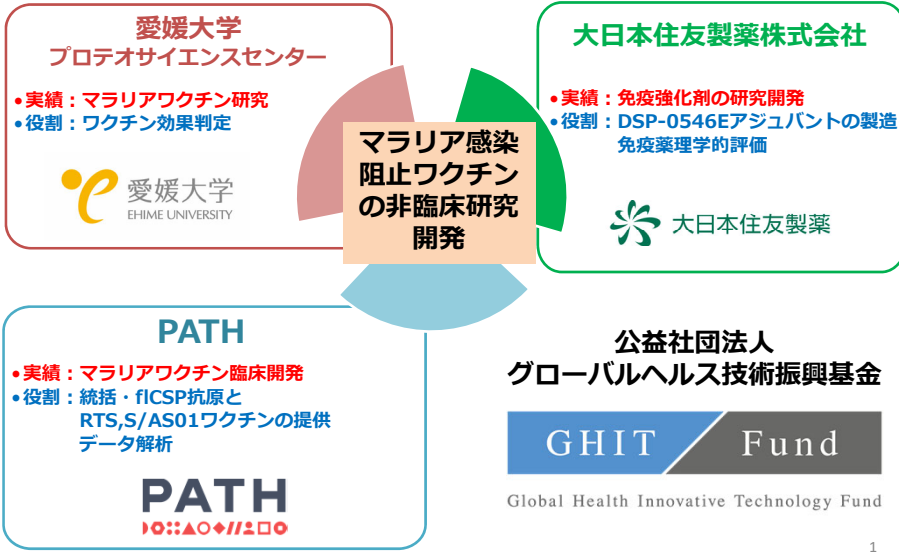 愛媛大学
プロテオサイエンスセンター
•実績：マラリアワクチン研究
•役割：ワクチン効果判定
愛媛大学
EHIME UNIVERSITY
大日本住友製薬株式会社
•実績：免疫強化剤の研究開発
•役割：DSP-0546Eアジュバントの製造
免疫薬理学的評価
大日本住友製薬
マラリア感染
阻止ワクチン
の非臨床研究
開発
PATH
•実績：マラリアワクチン臨床開発
•役割：統括・flCSP抗原と
RTS,S/AS01ワクチンの提供
データ解析
PATH
公益社団法人
グローバルヘルス技術振興基金
GHIT Fund
Global Health Innovative Technology Fund
1